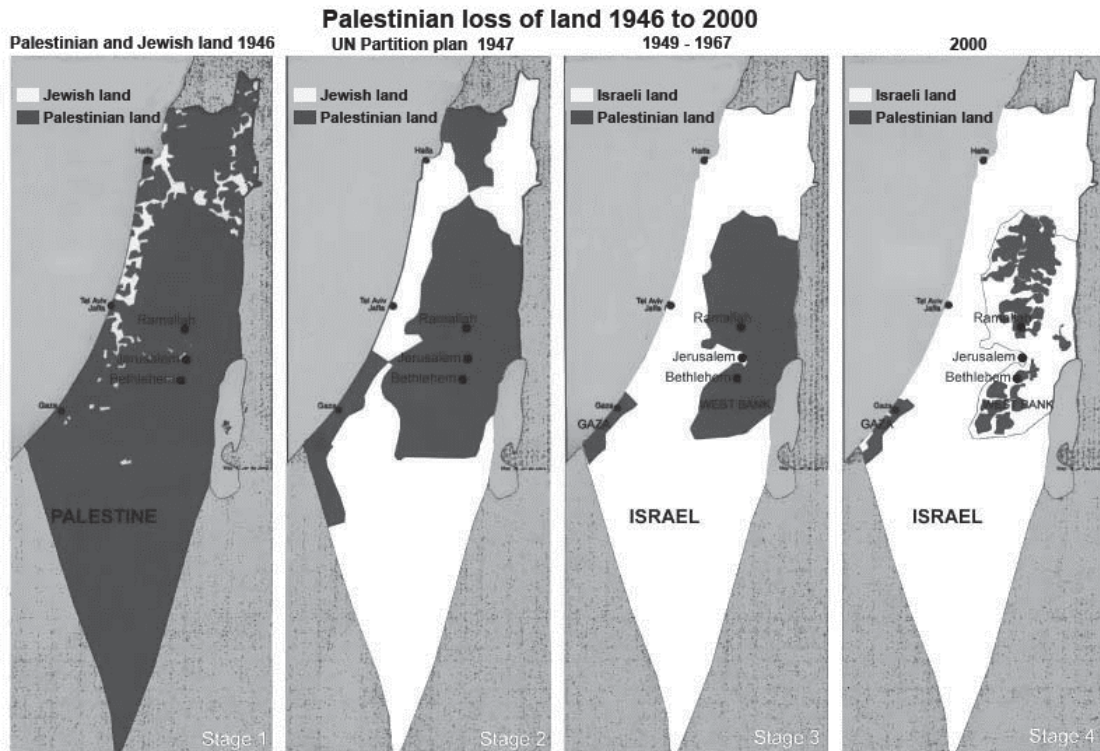 Palestinian loss of land 1946 to 2000
Palestinian and Jewish land 1946
Jewish land
Palestinian land
Haifa
Tel Aviv
Jaffa
Ramallah
Jerusalem
Bethlehem
Gaza
PALESTINE
Stage 1
UN Partition plan 1947
Jewish land
Palestinian land
Haifa
Tel Aviv
Jaffa
Ramallah
Jerusalem
Bethlehem
Gaza
Stage 2
1949 - 1967
Israeli land
Palestinian land
Haifa
Tel Aviv
Jaffa
Ramallah
Jerusalem
Bethlehem
Gaza
WEST BANK
GAZA
ISRAEL
Stage 3
2000
Israeli land
Palestinian land
Haifa
Tel Aviv
Jaffa
Ramallah
Jerusalem
Bethlehem
Gaza
WEST BANK
GAZA
ISRAEL
Stage 4